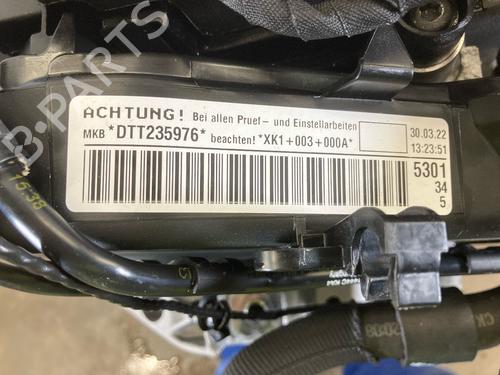 B-PARTS
ACHTUNG! Bei allen Pruef- und Einstellarbeiten 30.03.22
MKB *DTT235976* beachten! *XK1+003+000A* 13:23:51
5301
34
5